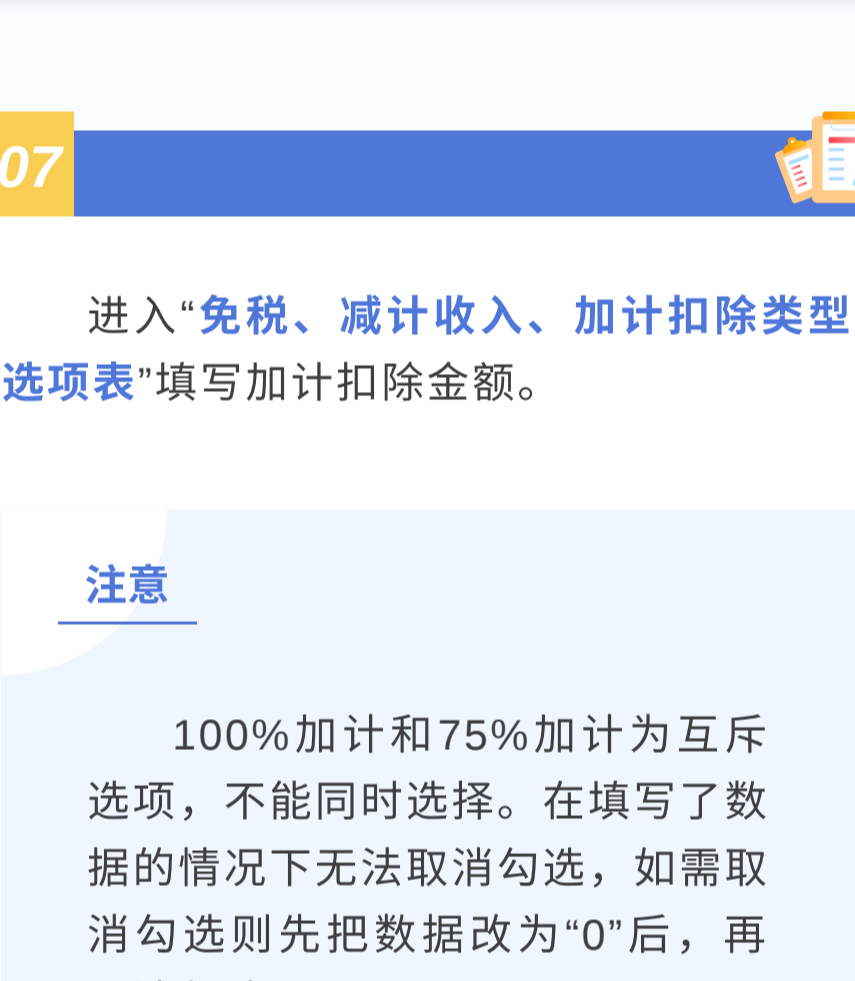 07
进入“免税、减计收入、加计扣除类型
选项表”填写加计扣除金额。
注意
100%加计和75%加计为互斥
选项，不能同时选择。在填写了数
据的情况下无法取消勾选，如需取
消勾选则先把数据改为“0”后，再